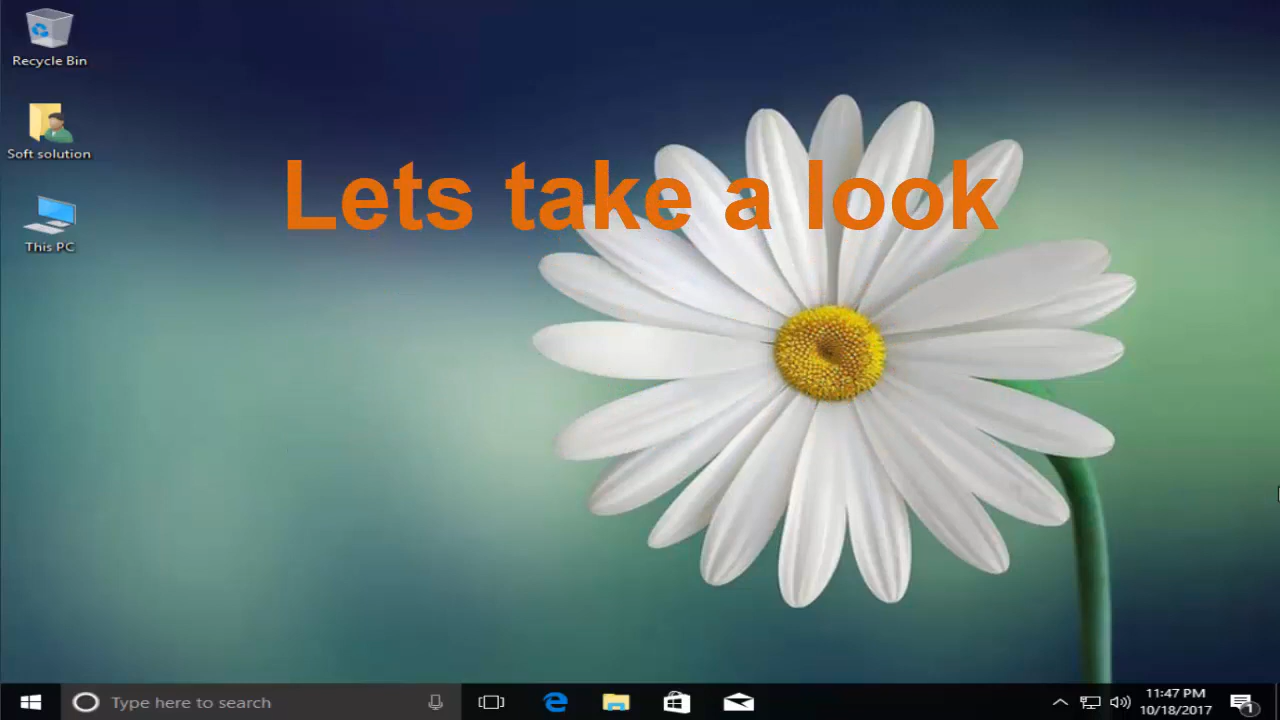 Recycle Bin
Soft solution
This PC
Lets take a look
Type here to search
11:47 PM
10/18/2017
1